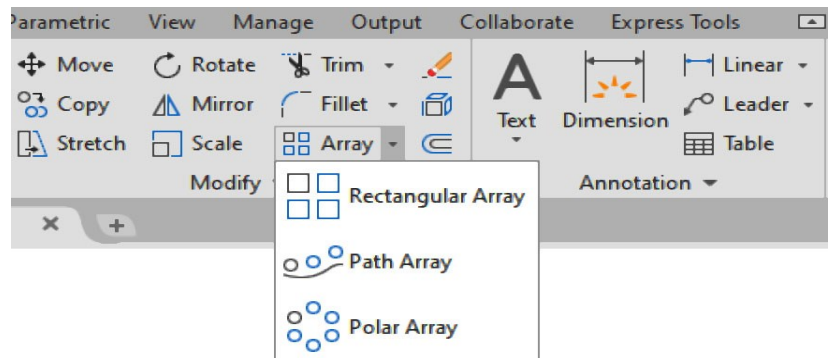 Parametric View Manage Output Collaborate Express Tools
Move Rotate Trim
Copy Mirror Fillet
Stretch Scale Array
Text
Dimension
Linear
Leader
Table
Modify Annotation
Rectangular Array
Path Array
Polar Array